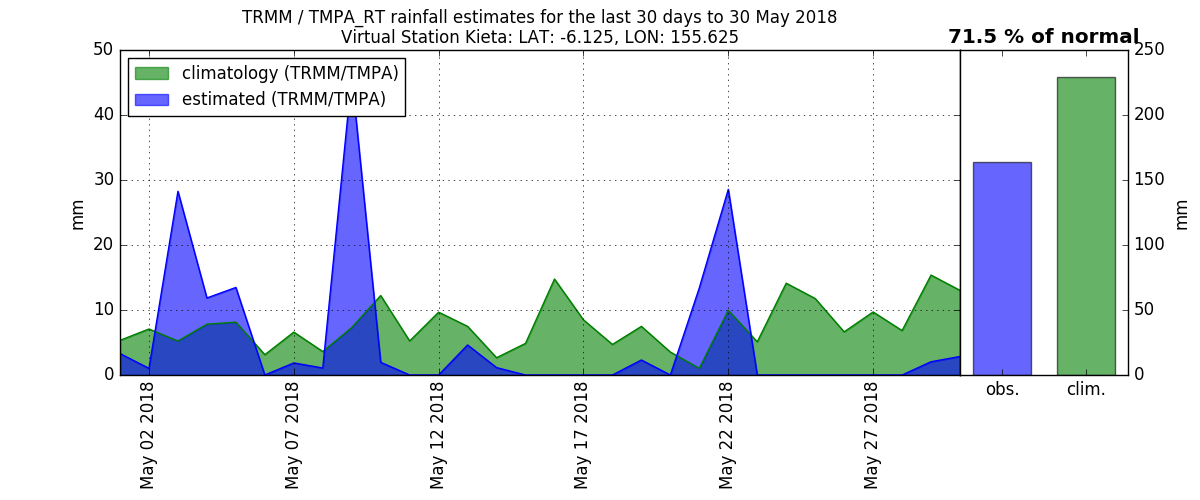 TRMM / TMPA_RT rainfall estimates for the last 30 days to 30 May 2018
Virtual Station Kieta: LAT: -6.125, LON: 155.625
71.5 % of normal
climatology (TRMM/TMPA)
estimated (TRMM/TMPA)
50
40
30
20
10
0
mm
May 02 2018
May 07 2018
May 12 2018
May 17 2018
May 22 2018
May 27 2018
250
200
150
100
50
0
mm
obs.
clim.